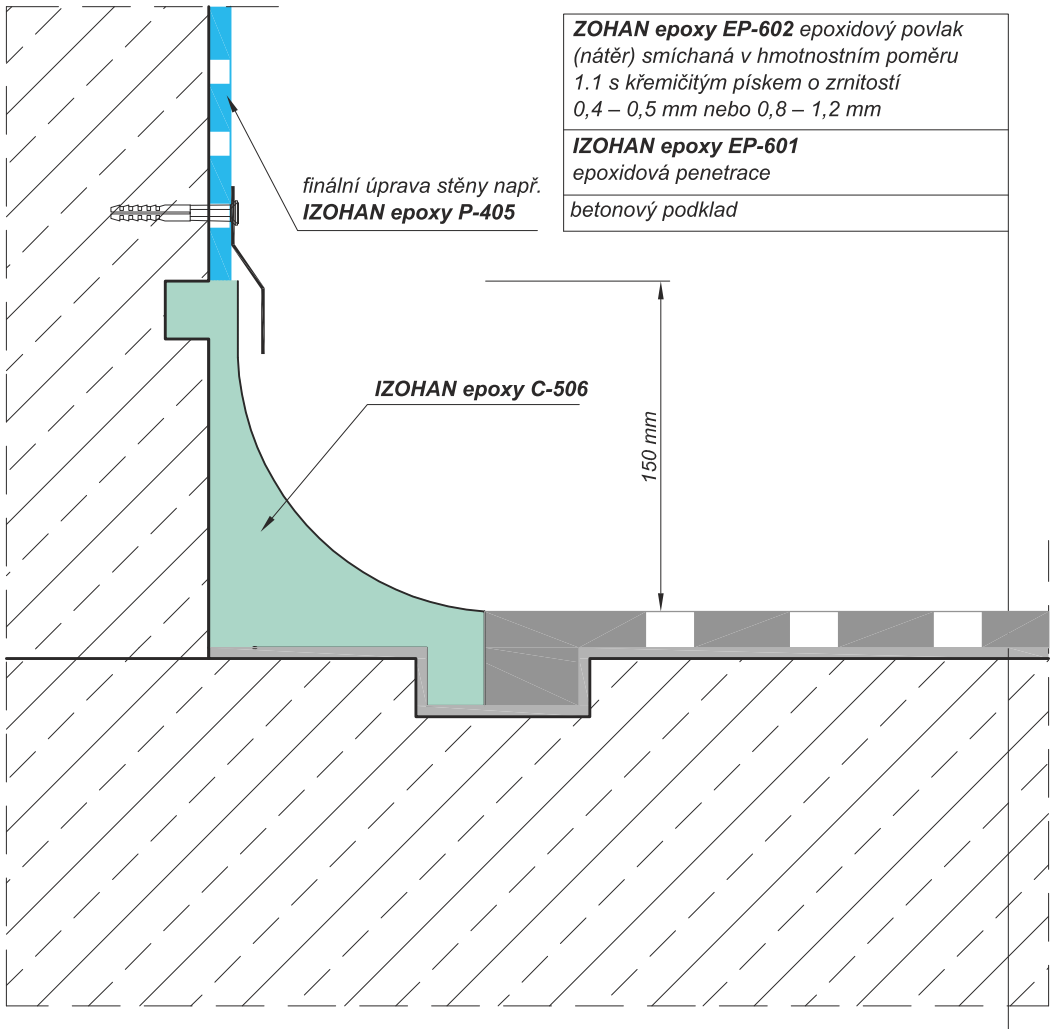 ZOHAN epoxy EP-602 epoxidový povlak
(nátěr) smíchaná v hmotnostním poměru
1.1 s křemičitým pískem o zrnitostí
0,4 – 0,5 mm nebo 0,8 – 1,2 mm
IZOHAN epoxy EP-601
epoxidová penetrace
betonový podklad
finální úprava stěny např.
IZOHAN epoxy P-405
IZOHAN epoxy C-506
150 mm